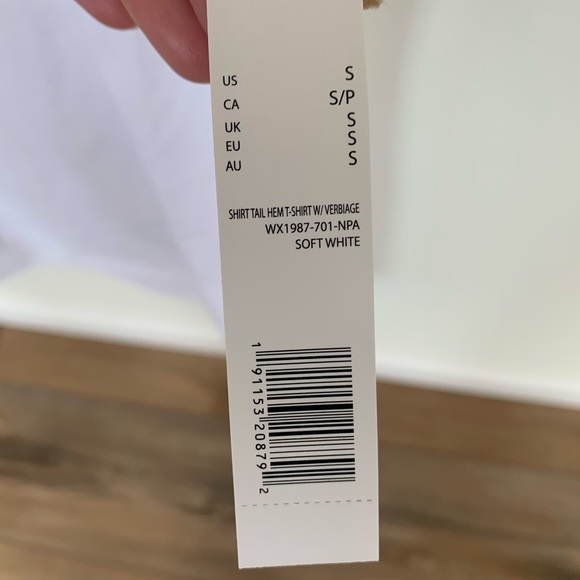 US S
CA S/P
UK S
EU S
AU S
SHIRT TAIL HEM T-SHIRT W/ VERBIAGE
WX1987-701-NPA
SOFT WHITE
1 91153 20879 2